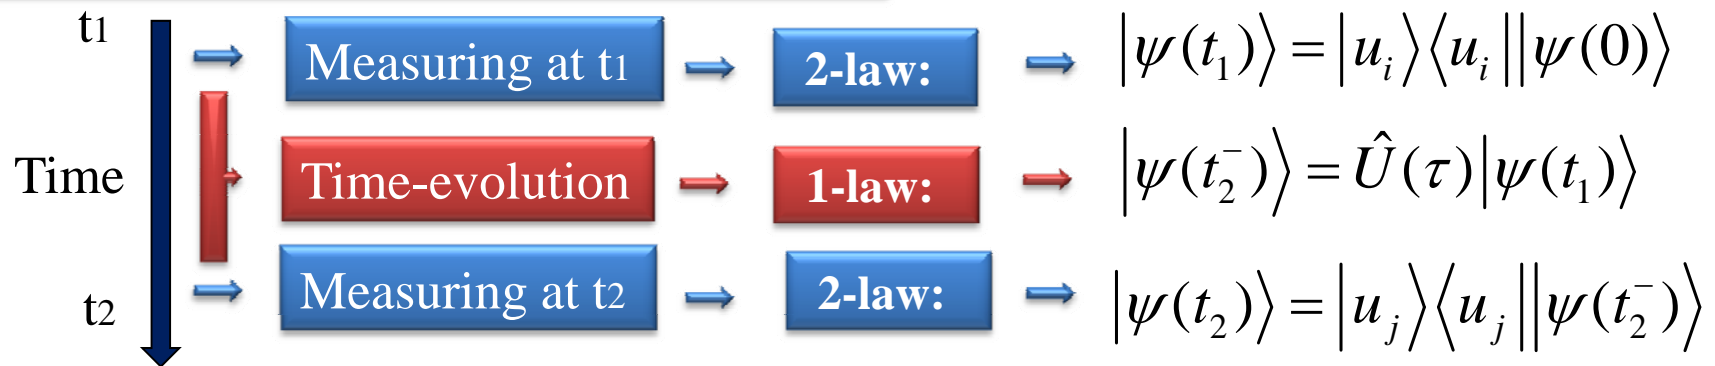 t1
Measuring at t1 2-law: |ψ(t₁)⟩ = |uᵢ⟩⟨uᵢ||ψ(0)⟩
Time
Time-evolution 1-law: |ψ(t₂⁻)⟩ = Û(τ)|ψ(t₁)⟩
t2
Measuring at t2 2-law: |ψ(t₂)⟩ = |uⱼ⟩⟨uⱼ||ψ(t₂⁻)⟩